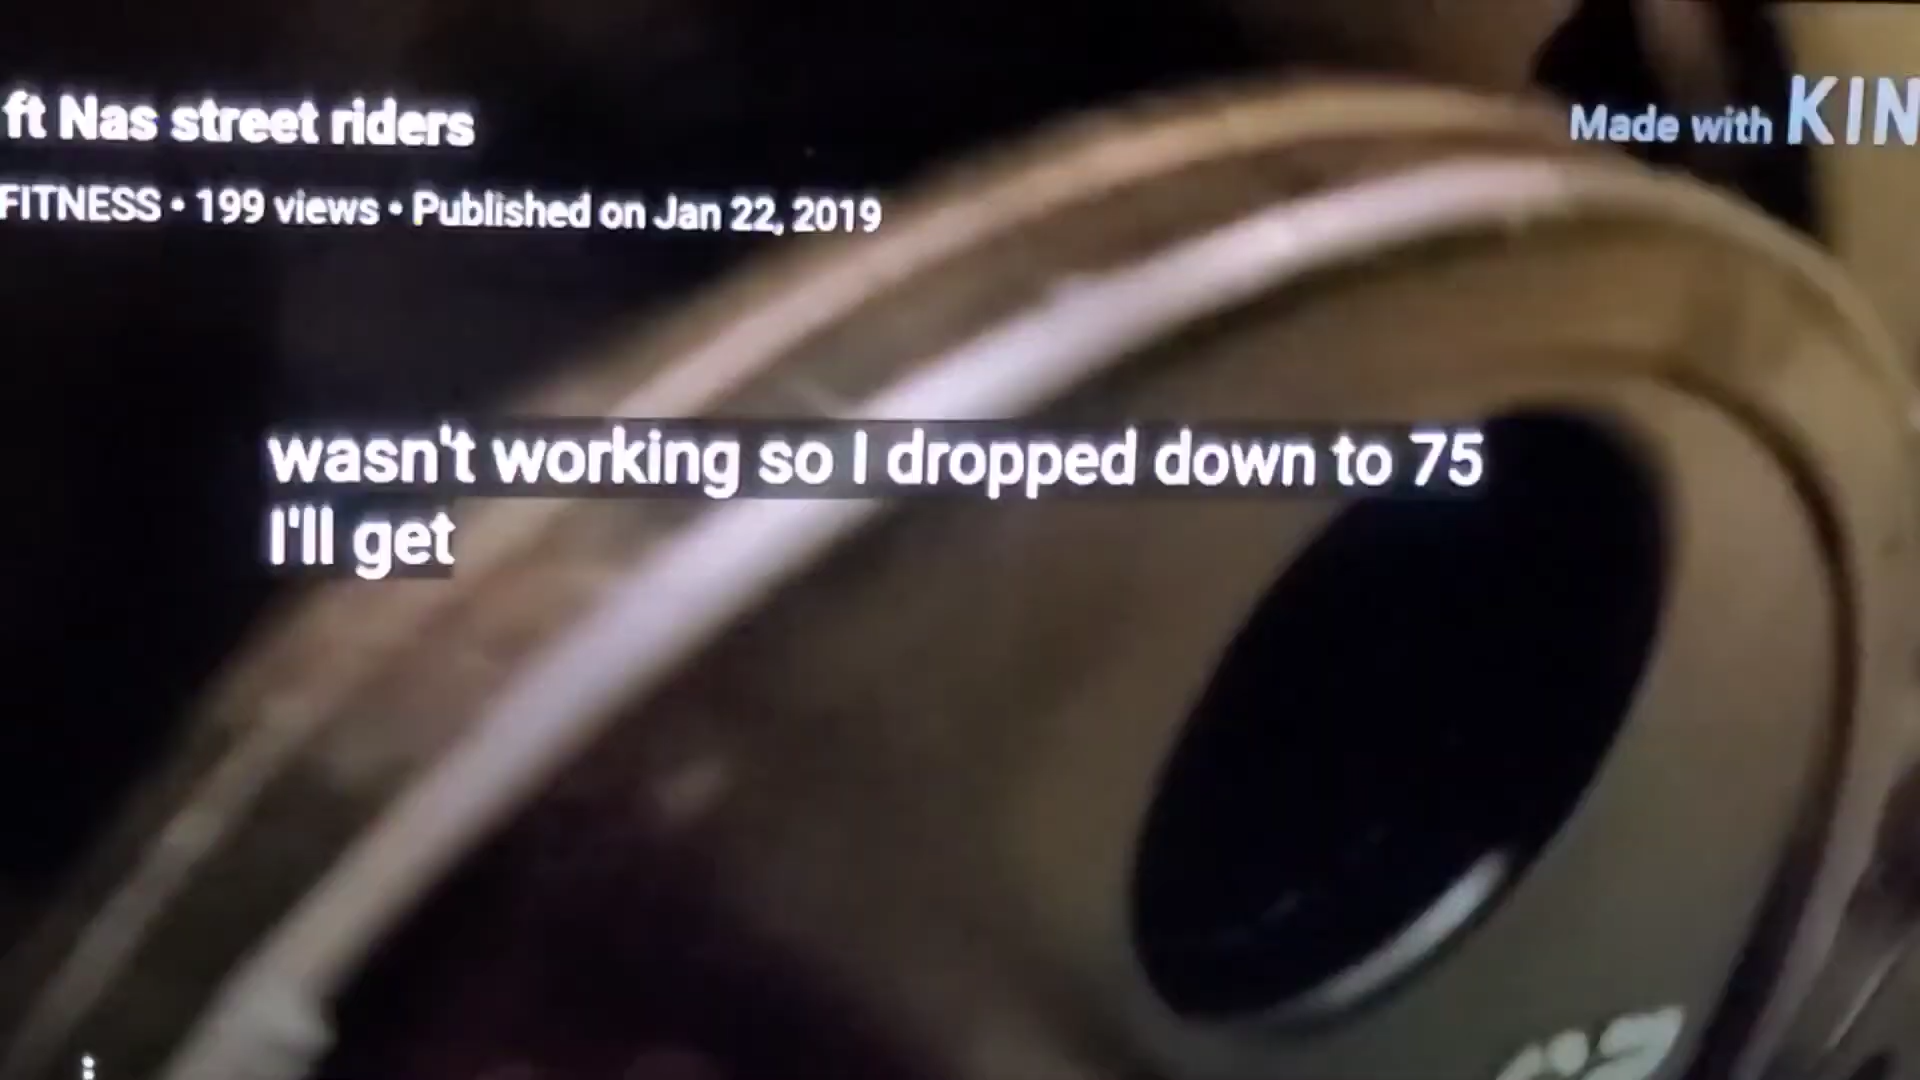 ft Nas street riders
Made with KIN
FITNESS • 199 views • Published on Jan 22, 2019
wasn't working so I dropped down to 75
I'll get